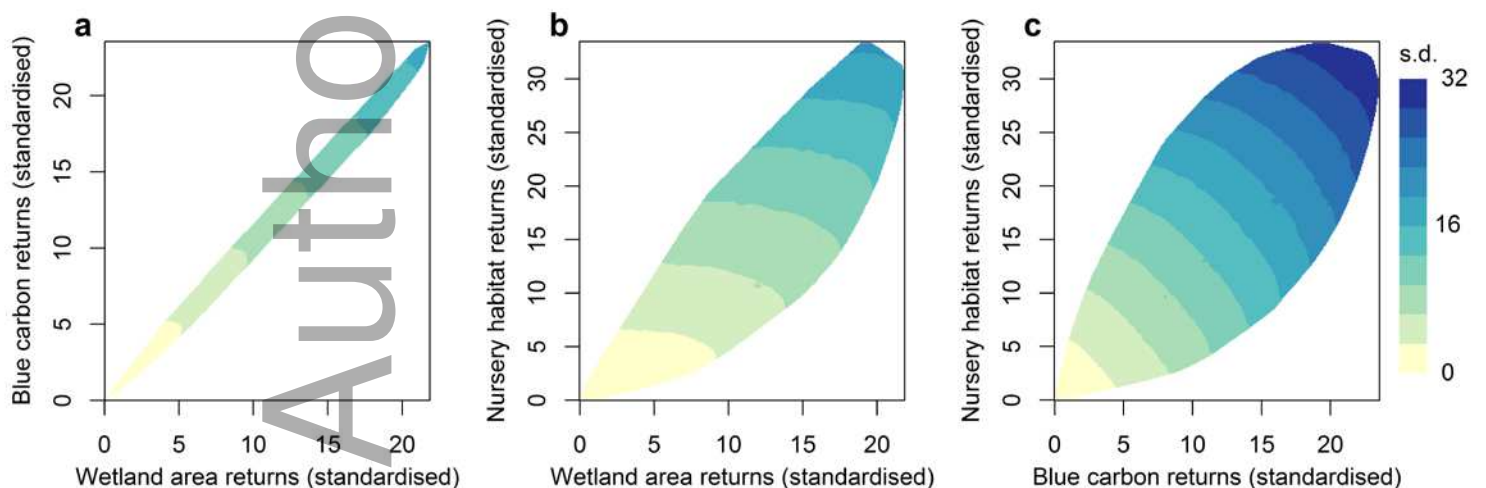 a
Blue carbon returns (standardised)
0 5 10 15 20
0 5 10 15 20
Wetland area returns (standardised)
b
Nursery habitat returns (standardised)
0 5 10 15 20 25 30
0 5 10 15 20
Wetland area returns (standardised)
c
Nursery habitat returns (standardised)
0 5 10 15 20 25 30
0 5 10 15 20
Blue carbon returns (standardised)
s.d.
32
16
0
Autho